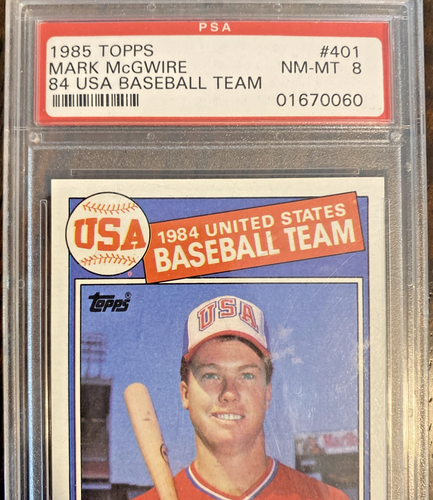 PSA
1985 TOPPS #401
MARK McGWIRE NM-MT 8
84 USA BASEBALL TEAM
01670060
USA
1984 UNITED STATES
BASEBALL TEAM
Topps
USA
Marlboro